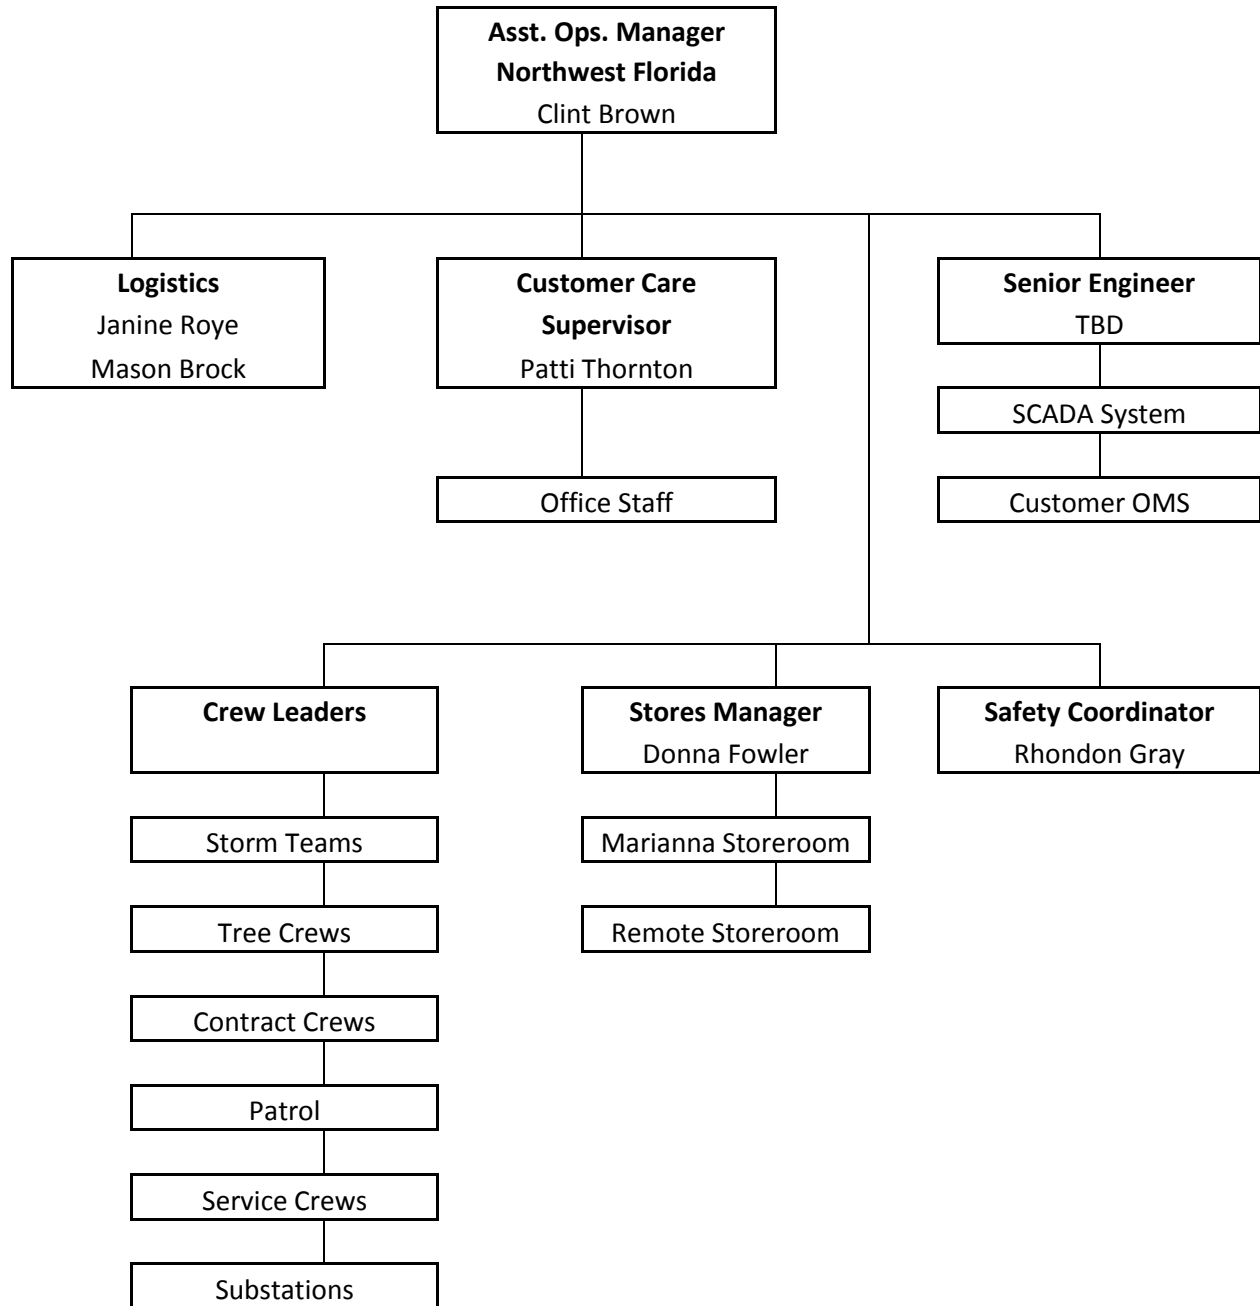 Asst. Ops. Manager
Northwest Florida
Clint Brown
Logistics
Janine Roye
Mason Brock
Customer Care
Supervisor
Patti Thornton
Office Staff
Senior Engineer
TBD
SCADA System
Customer OMS
Crew Leaders
Storm Teams
Tree Crews
Contract Crews
Patrol
Service Crews
Substations
Stores Manager
Donna Fowler
Marianna Storeroom
Remote Storeroom
Safety Coordinator
Rhondon Gray